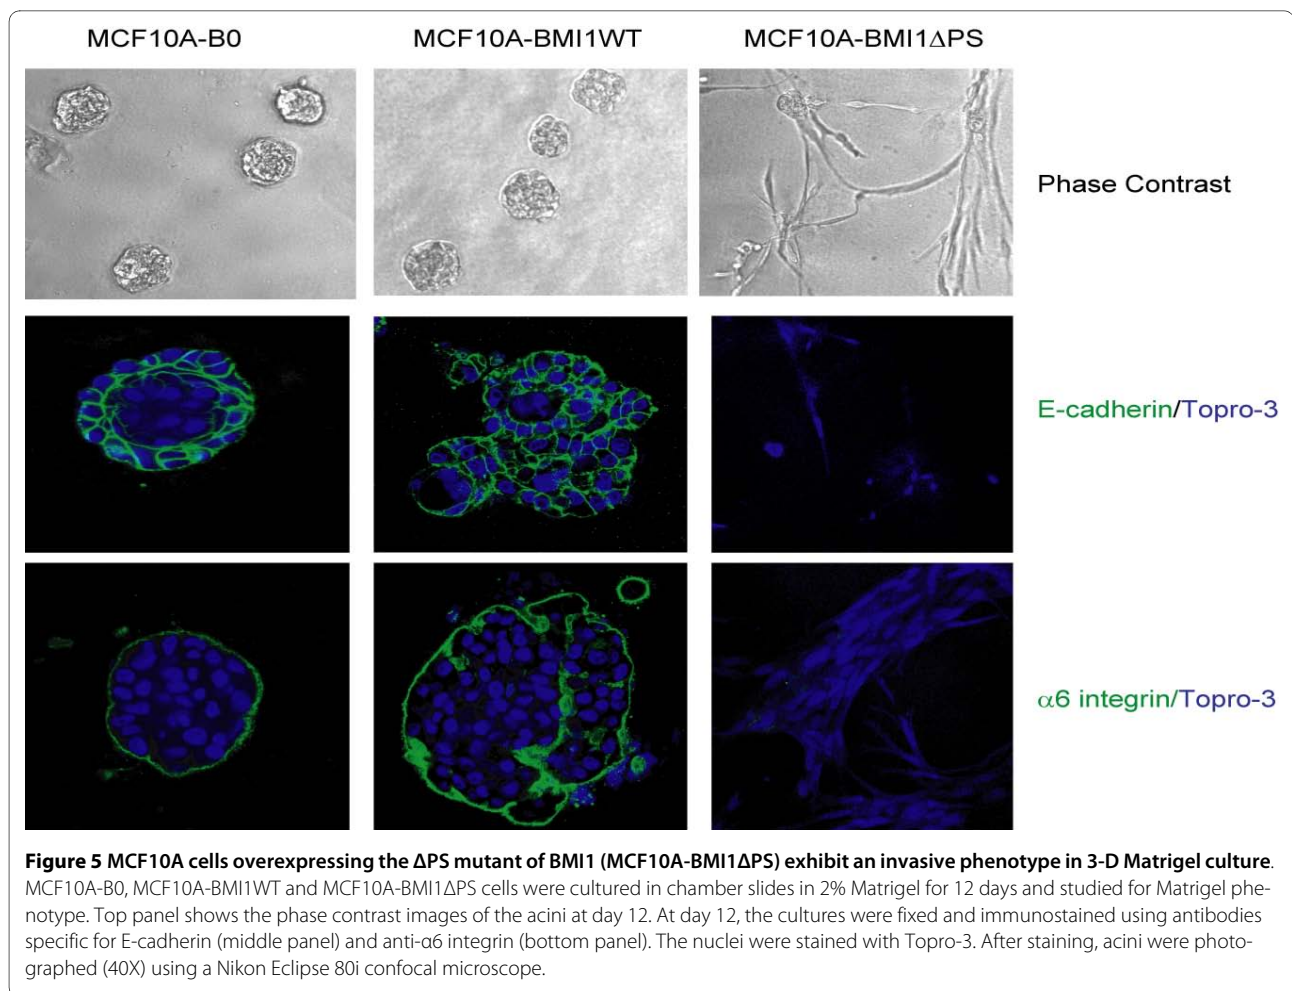 MCF10A-B0 MCF10A-BMI1WT MCF10A-BMI1ΔPS
Phase Contrast
E-cadherin/Topro-3
α6 integrin/Topro-3
Figure 5 MCF10A cells overexpressing the ΔPS mutant of BMI1 (MCF10A-BMI1ΔPS) exhibit an invasive phenotype in 3-D Matrigel culture.
MCF10A-B0, MCF10A-BMI1WT and MCF10A-BMI1ΔPS cells were cultured in chamber slides in 2% Matrigel for 12 days and studied for Matrigel phe-
notype. Top panel shows the phase contrast images of the acini at day 12. At day 12, the cultures were fixed and immunostained using antibodies
specific for E-cadherin (middle panel) and anti-α6 integrin (bottom panel). The nuclei were stained with Topro-3. After staining, acini were photo-
graphed (40X) using a Nikon Eclipse 80i confocal microscope.